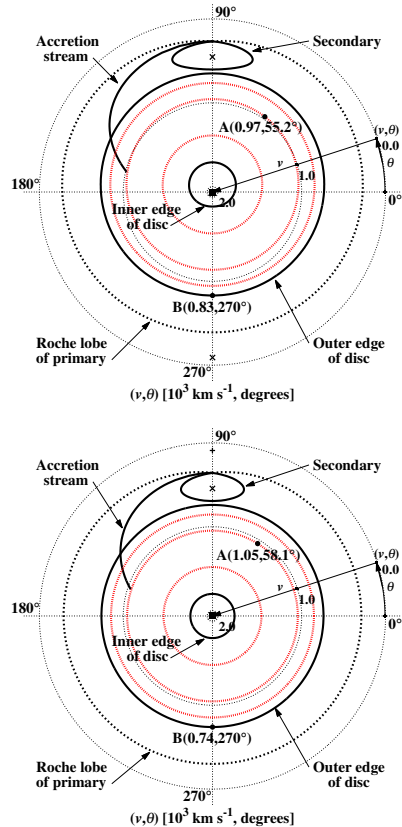 90°
Accretion
stream
Secondary
A(0.97,55,2°)
(v,θ)
0.0
v
θ
1.0
180°
0°
2.0
Inner edge
of disc
B(0.83,270°)
Roche lobe
of primary
Outer edge
of disc
270°
(v,θ) [10³ km s⁻¹, degrees]
90°
Accretion
stream
Secondary
A(1.05,58.1°)
(v,θ)
0.0
v
θ
1.0
180°
0°
2.0
Inner edge
of disc
B(0.74,270°)
Roche lobe
of primary
Outer edge
of disc
270°
(v,θ) [10³ km s⁻¹, degrees]